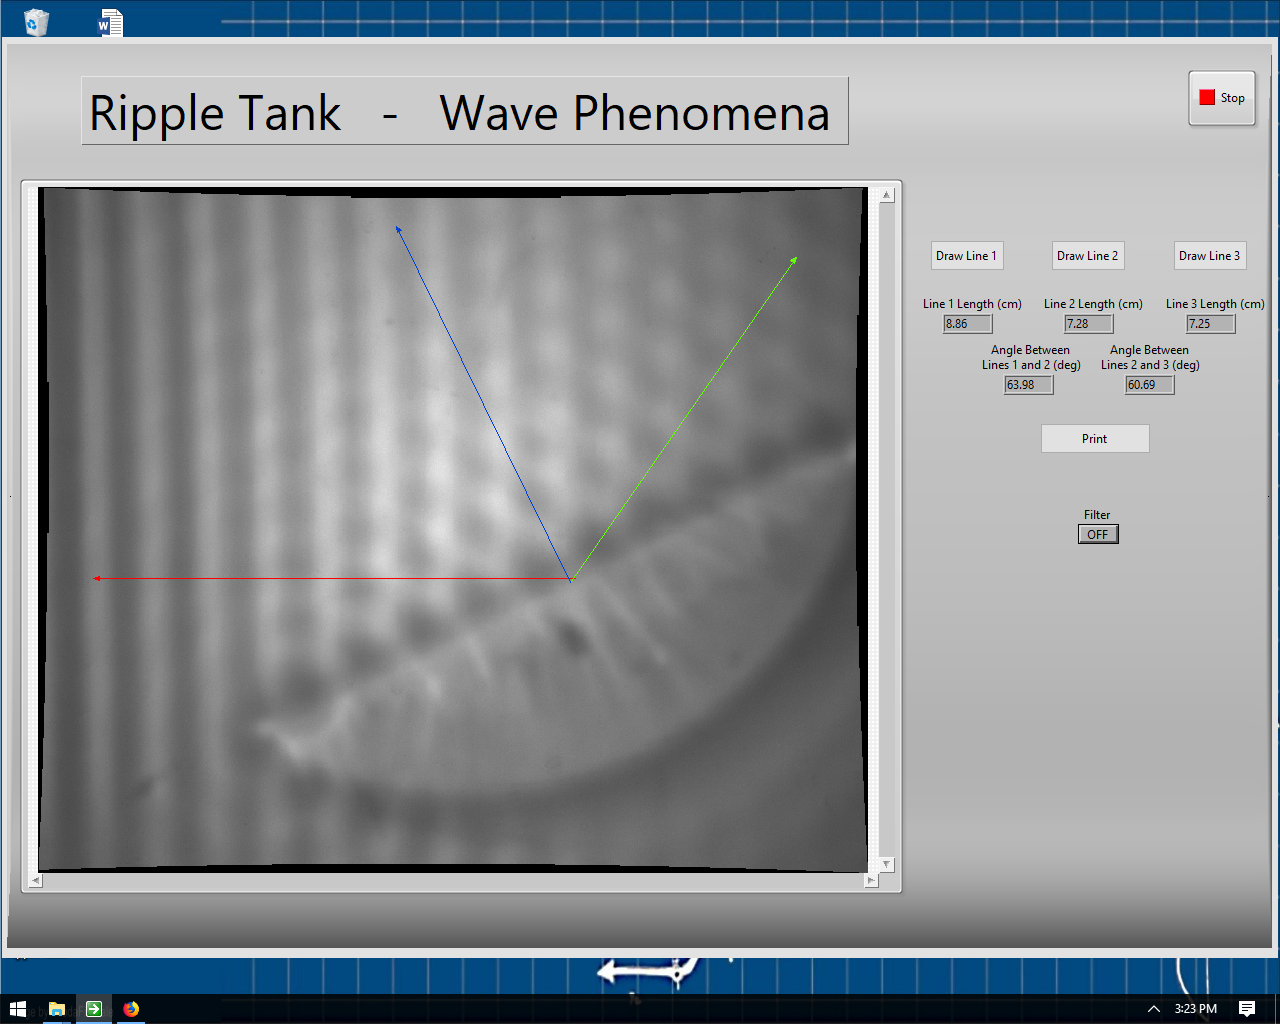 W
Ripple Tank - Wave Phenomena
Stop
Draw Line 1
Draw Line 2
Draw Line 3
Line 1 Length (cm)
Line 2 Length (cm)
Line 3 Length (cm)
8.86
7.28
7.25
Angle Between
Lines 1 and 2 (deg)
Angle Between
Lines 2 and 3 (deg)
63.98
60.69
Print
Filter
OFF
3:23 PM